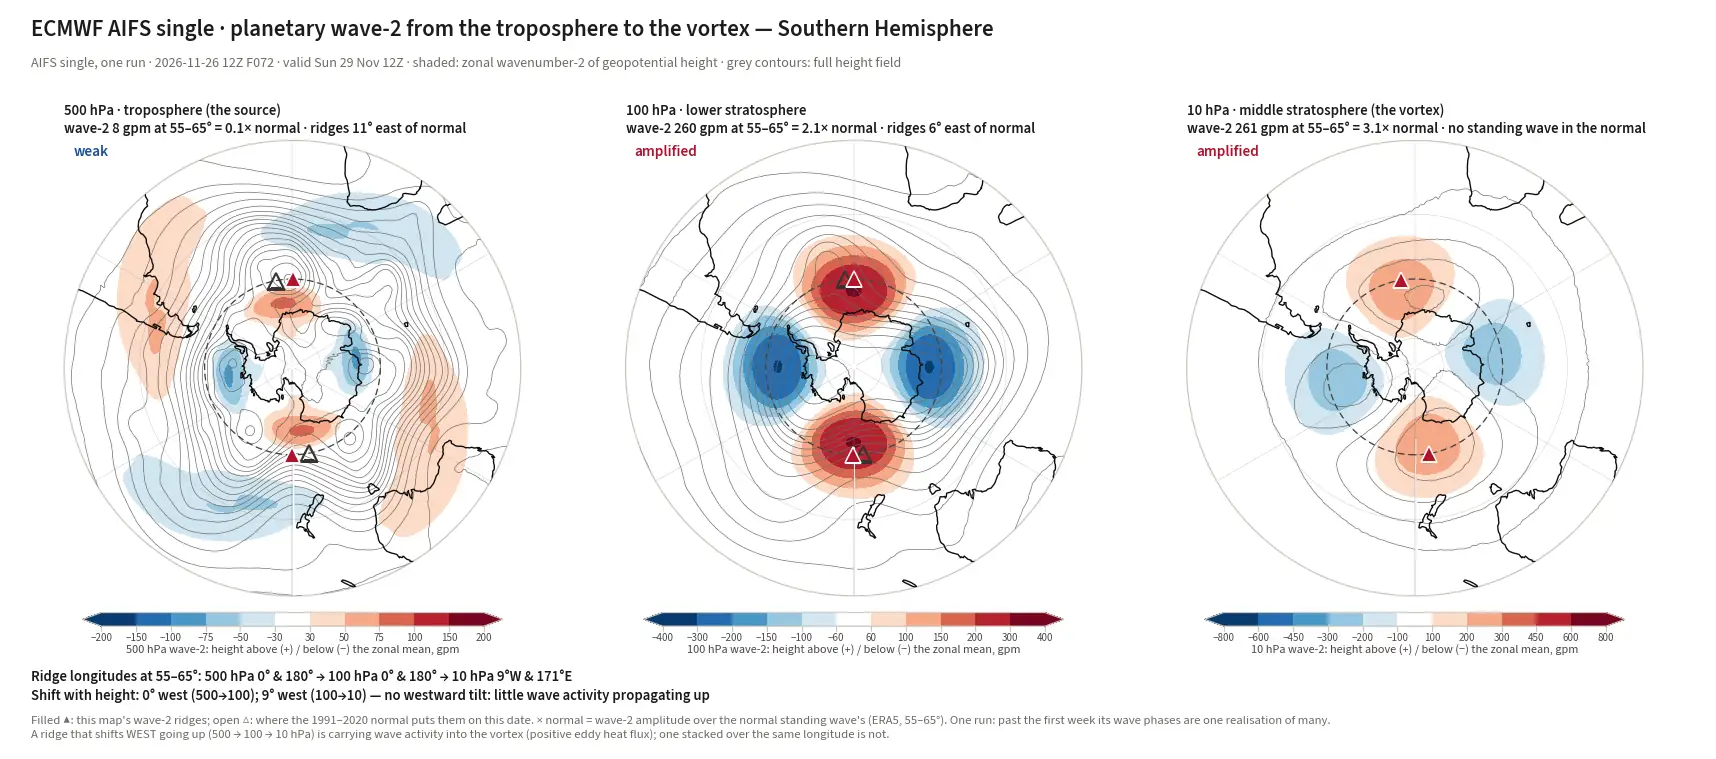 ECMWF AIFS single · planetary wave-2 from the troposphere to the vortex — Southern Hemisphere
AIFS single, one run · 2026-11-26 12Z F072 · valid Sun 29 Nov 12Z · shaded: zonal wavenumber-2 of geopotential height · grey contours: full height field
500 hPa · troposphere (the source)
wave-2 8 gpm at 55–65° = 0.1× normal · ridges 11° east of normal
weak
100 hPa · lower stratosphere
wave-2 260 gpm at 55–65° = 2.1× normal · ridges 6° east of normal
amplified
10 hPa · middle stratosphere (the vortex)
wave-2 261 gpm at 55–65° = 3.1× normal · no standing wave in the normal
amplified
−200 −150 −100 −75 −50 −30 30 50 75 100 150 200
500 hPa wave-2: height above (+) / below (−) the zonal mean, gpm
−400 −300 −200 −150 −100 −60 60 100 150 200 300 400
100 hPa wave-2: height above (+) / below (−) the zonal mean, gpm
−800 −600 −450 −300 −200 −100 100 200 300 450 600 800
10 hPa wave-2: height above (+) / below (−) the zonal mean, gpm
Ridge longitudes at 55–65°: 500 hPa 0° & 180° → 100 hPa 0° & 180° → 10 hPa 9°W & 171°E
Shift with height: 0° west (500→100); 9° west (100→10) — no westward tilt: little wave activity propagating up
Filled ▲: this map's wave-2 ridges; open △: where the 1991–2020 normal puts them on this date. × normal = wave-2 amplitude over the normal standing wave's (ERA5, 55–65°). One run: past the first week its wave phases are one realisation of many.
A ridge that shifts WEST going up (500 → 100 → 10 hPa) is carrying wave activity into the vortex (positive eddy heat flux); one stacked over the same longitude is not.